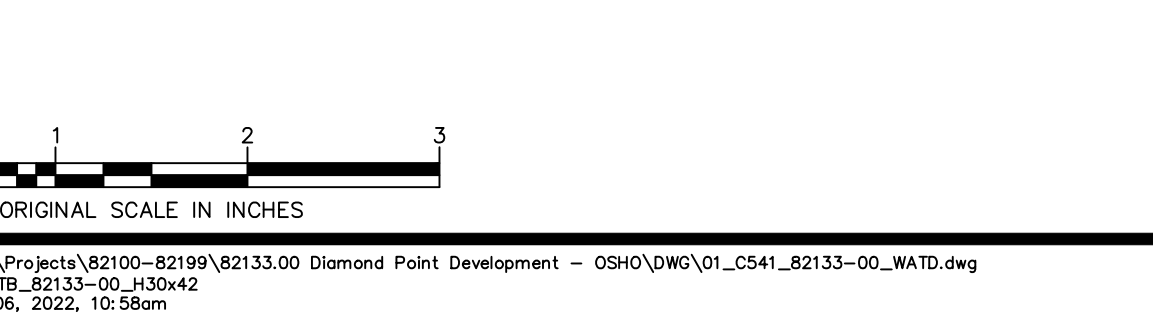 1 2 3
ORIGINAL SCALE IN INCHES
\Projects\82100-82199\82133.00 Diamond Point Development - OSHO\DWG\01_C541_82133-00_WATD.dwg
TB_82133-00_H30x42
06, 2022, 10:58am